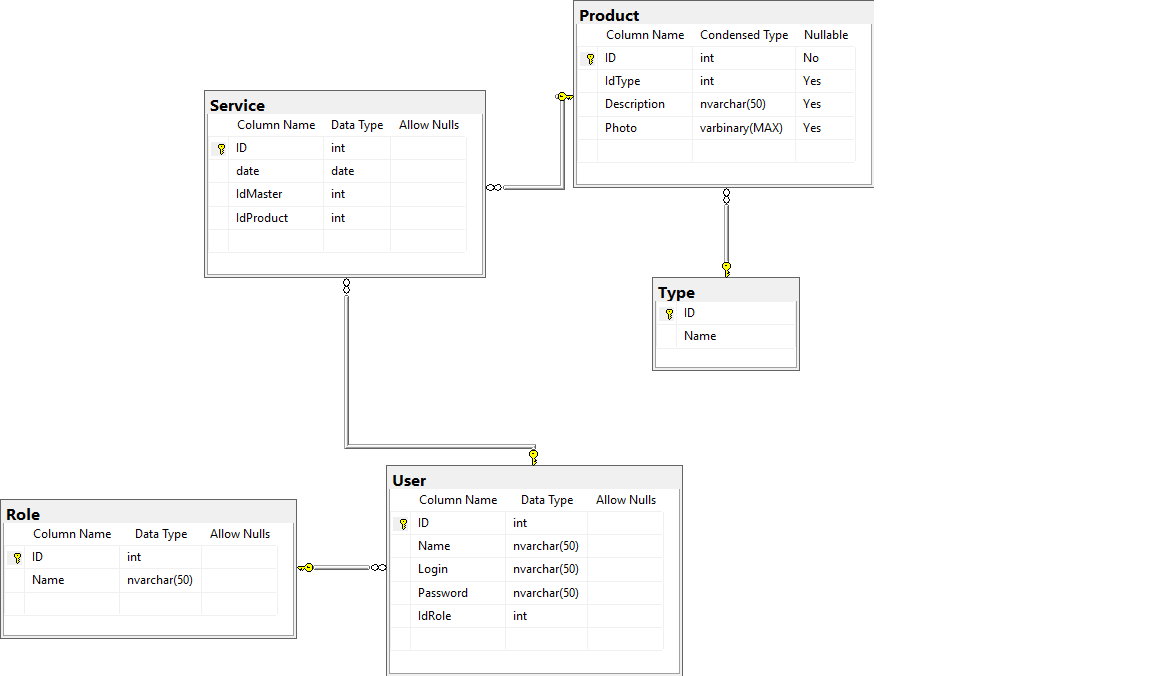 Product
Column Name Condensed Type Nullable
ID int No
IdType int Yes
Description nvarchar(50) Yes
Photo varbinary(MAX) Yes
Service
Column Name Data Type Allow Nulls
ID int
date date
IdMaster int
IdProduct int
Type
ID
Name
User
Column Name Data Type Allow Nulls
ID int
Name nvarchar(50)
Login nvarchar(50)
Password nvarchar(50)
IdRole int
Role
Column Name Data Type Allow Nulls
ID int
Name nvarchar(50)